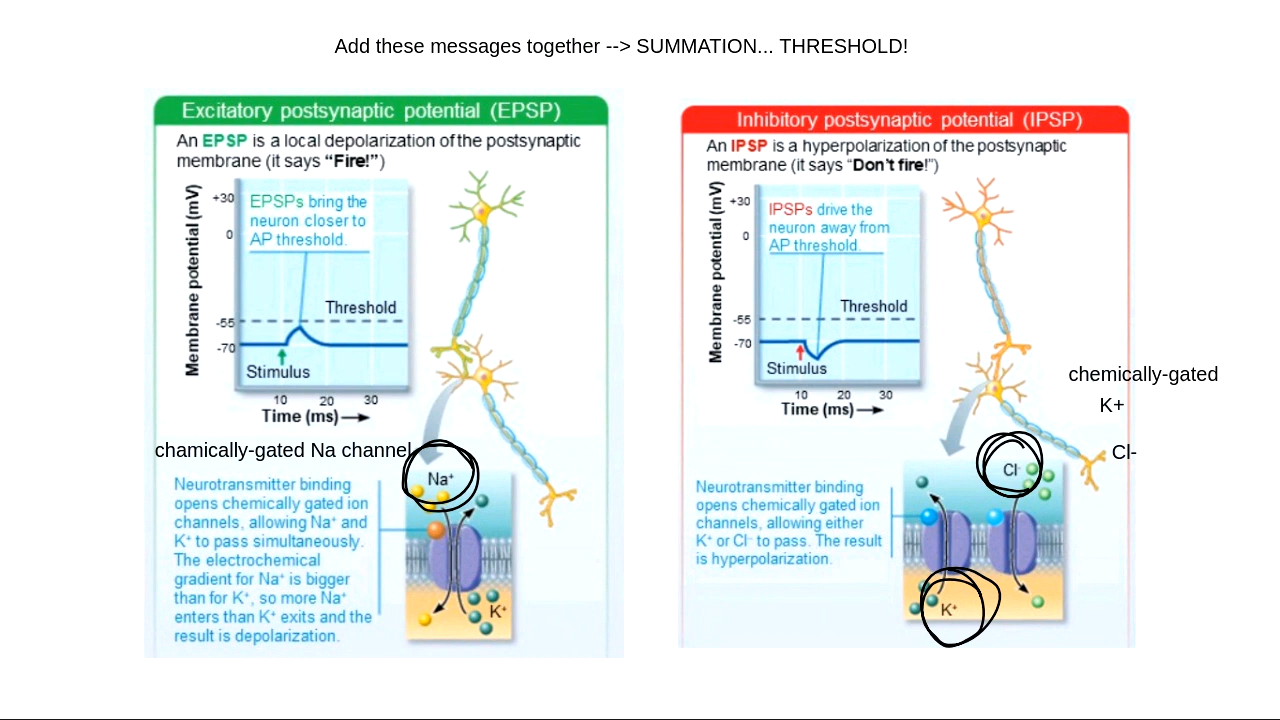 Add these messages together --> SUMMATION... THRESHOLD!
Excitatory postsynaptic potential (EPSP)
An EPSP is a local depolarization of the postsynaptic
membrane (it says “Fire!”)
Membrane potential (mV)
+30
0
-55
-70
EPSPs bring the
neuron closer to
AP threshold.
Threshold
Stimulus
10 20 30
Time (ms)
chamically-gated Na channel
Neurotransmitter binding
opens chemically gated ion
channels, allowing Na⁺ and
K⁺ to pass simultaneously.
The electrochemical
gradient for Na⁺ is bigger
than for K⁺, so more Na⁺
enters than K⁺ exits and the
result is depolarization.
Na⁺
K⁺
Inhibitory postsynaptic potential (IPSP)
An IPSP is a hyperpolarization of the postsynaptic
membrane (it says “Don't fire!”)
Membrane potential (mV)
+30
0
-55
-70
IPSPs drive the
neuron away from
AP threshold.
Threshold
Stimulus
10 20 30
Time (ms)
chemically-gated
K+
Cl-
Neurotransmitter binding
opens chemically gated ion
channels, allowing either
K⁺ or Cl⁻ to pass. The result
is hyperpolarization.
Cl⁻
K⁺